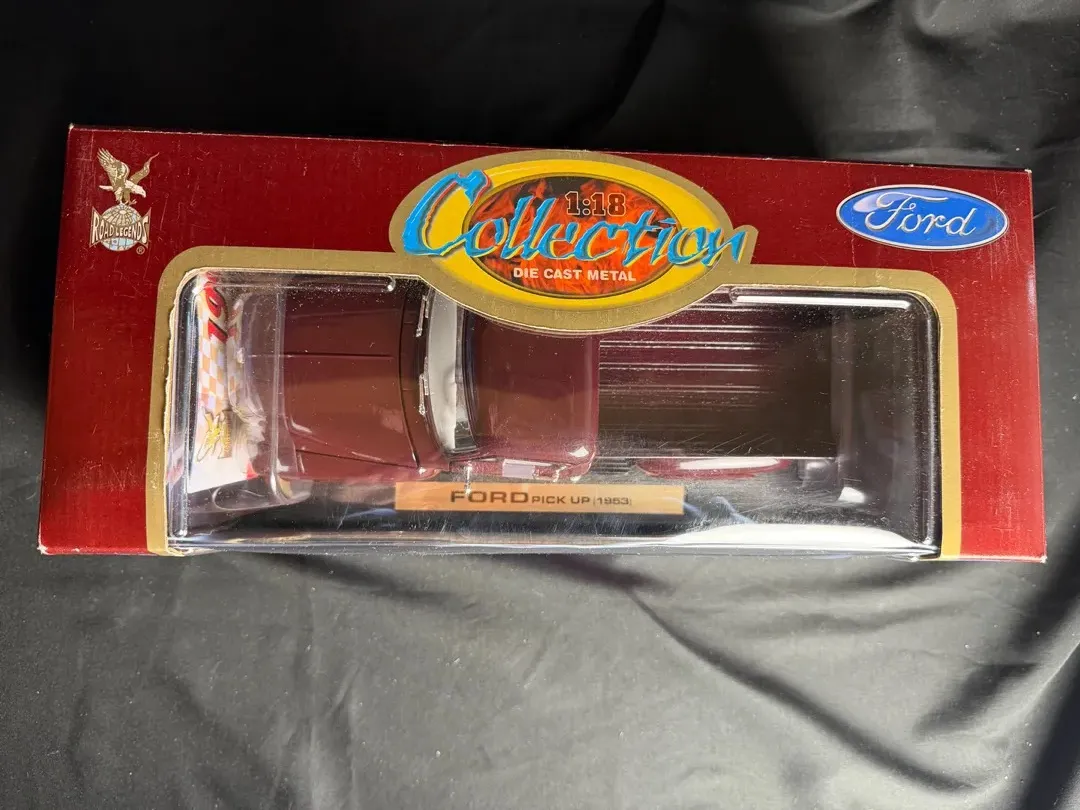 ROAD LEGENDS
®
1:18
Collection
DIE CAST METAL
Ford
FORD PICK UP (1953)